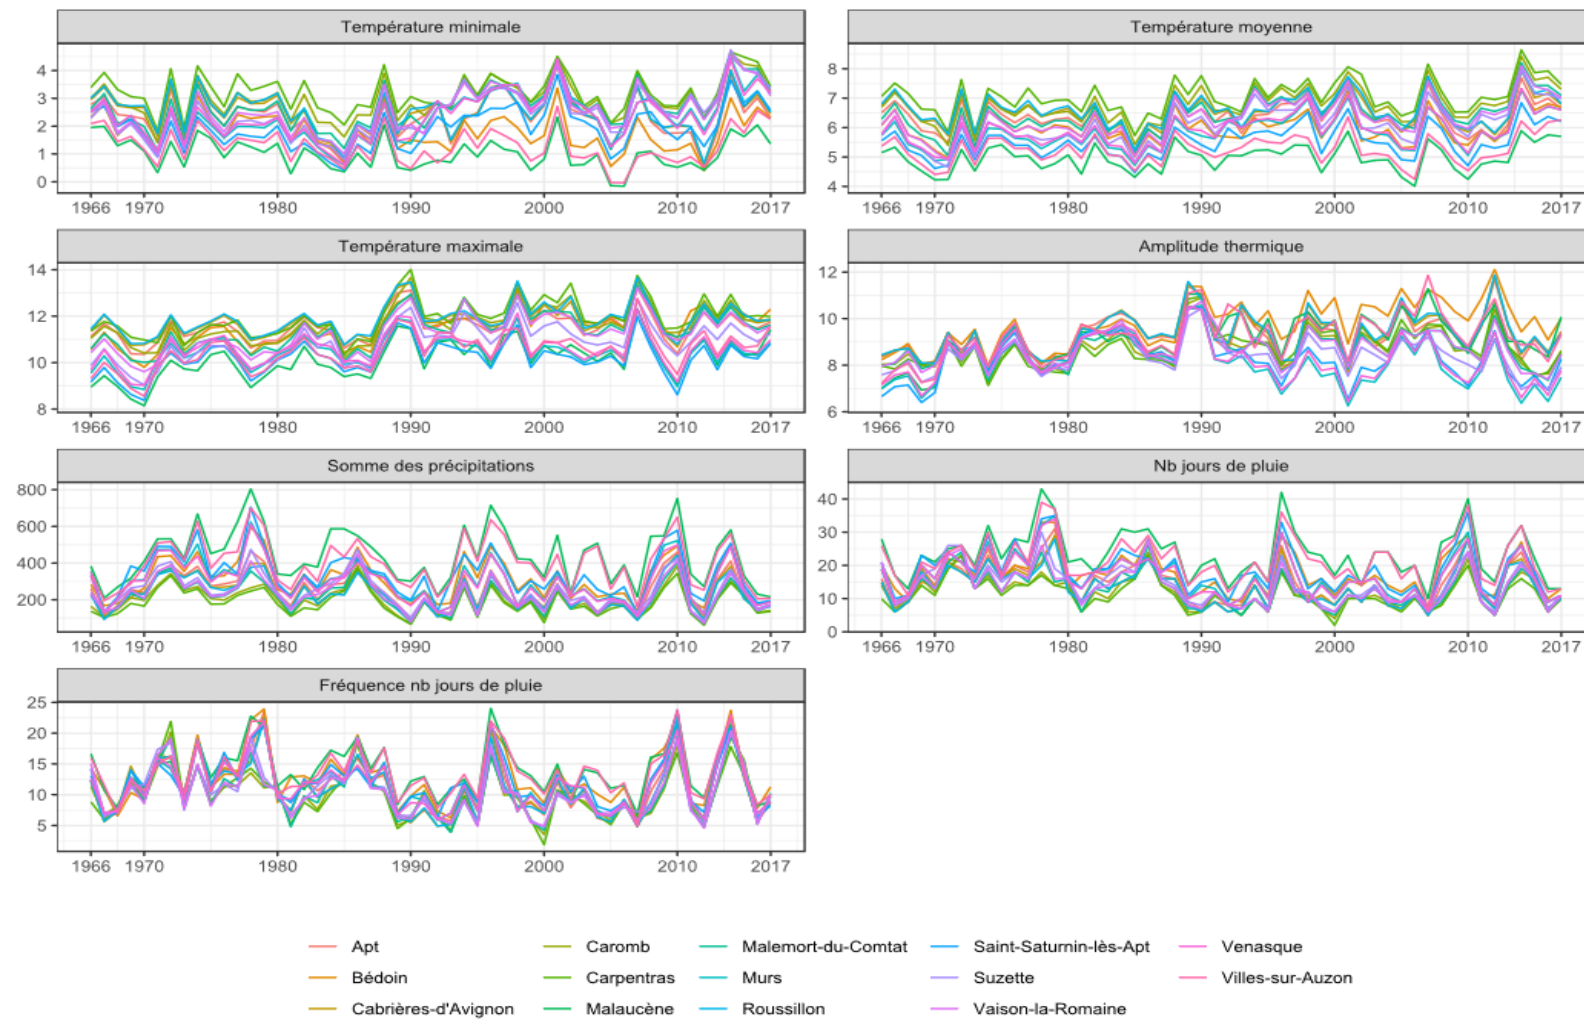 Température minimale
Température moyenne
4
3
2
1
0
8
7
6
5
4
1966 1970 1980 1990 2000 2010 2017
1966 1970 1980 1990 2000 2010 2017
Température maximale
Amplitude thermique
14
12
10
8
12
10
8
6
1966 1970 1980 1990 2000 2010 2017
1966 1970 1980 1990 2000 2010 2017
Somme des précipitations
Nb jours de pluie
800
600
400
200
40
30
20
10
0
1966 1970 1980 1990 2000 2010 2017
1966 1970 1980 1990 2000 2010 2017
Fréquence nb jours de pluie
25
20
15
10
5
1966 1970 1980 1990 2000 2010 2017
Apt
Bédoin
Cabrières-d'Avignon
Caromb
Carpentras
Malaucène
Malemort-du-Comtat
Murs
Roussillon
Saint-Saturnin-lès-Apt
Suzette
Vaison-la-Romaine
Venasque
Villes-sur-Auzon